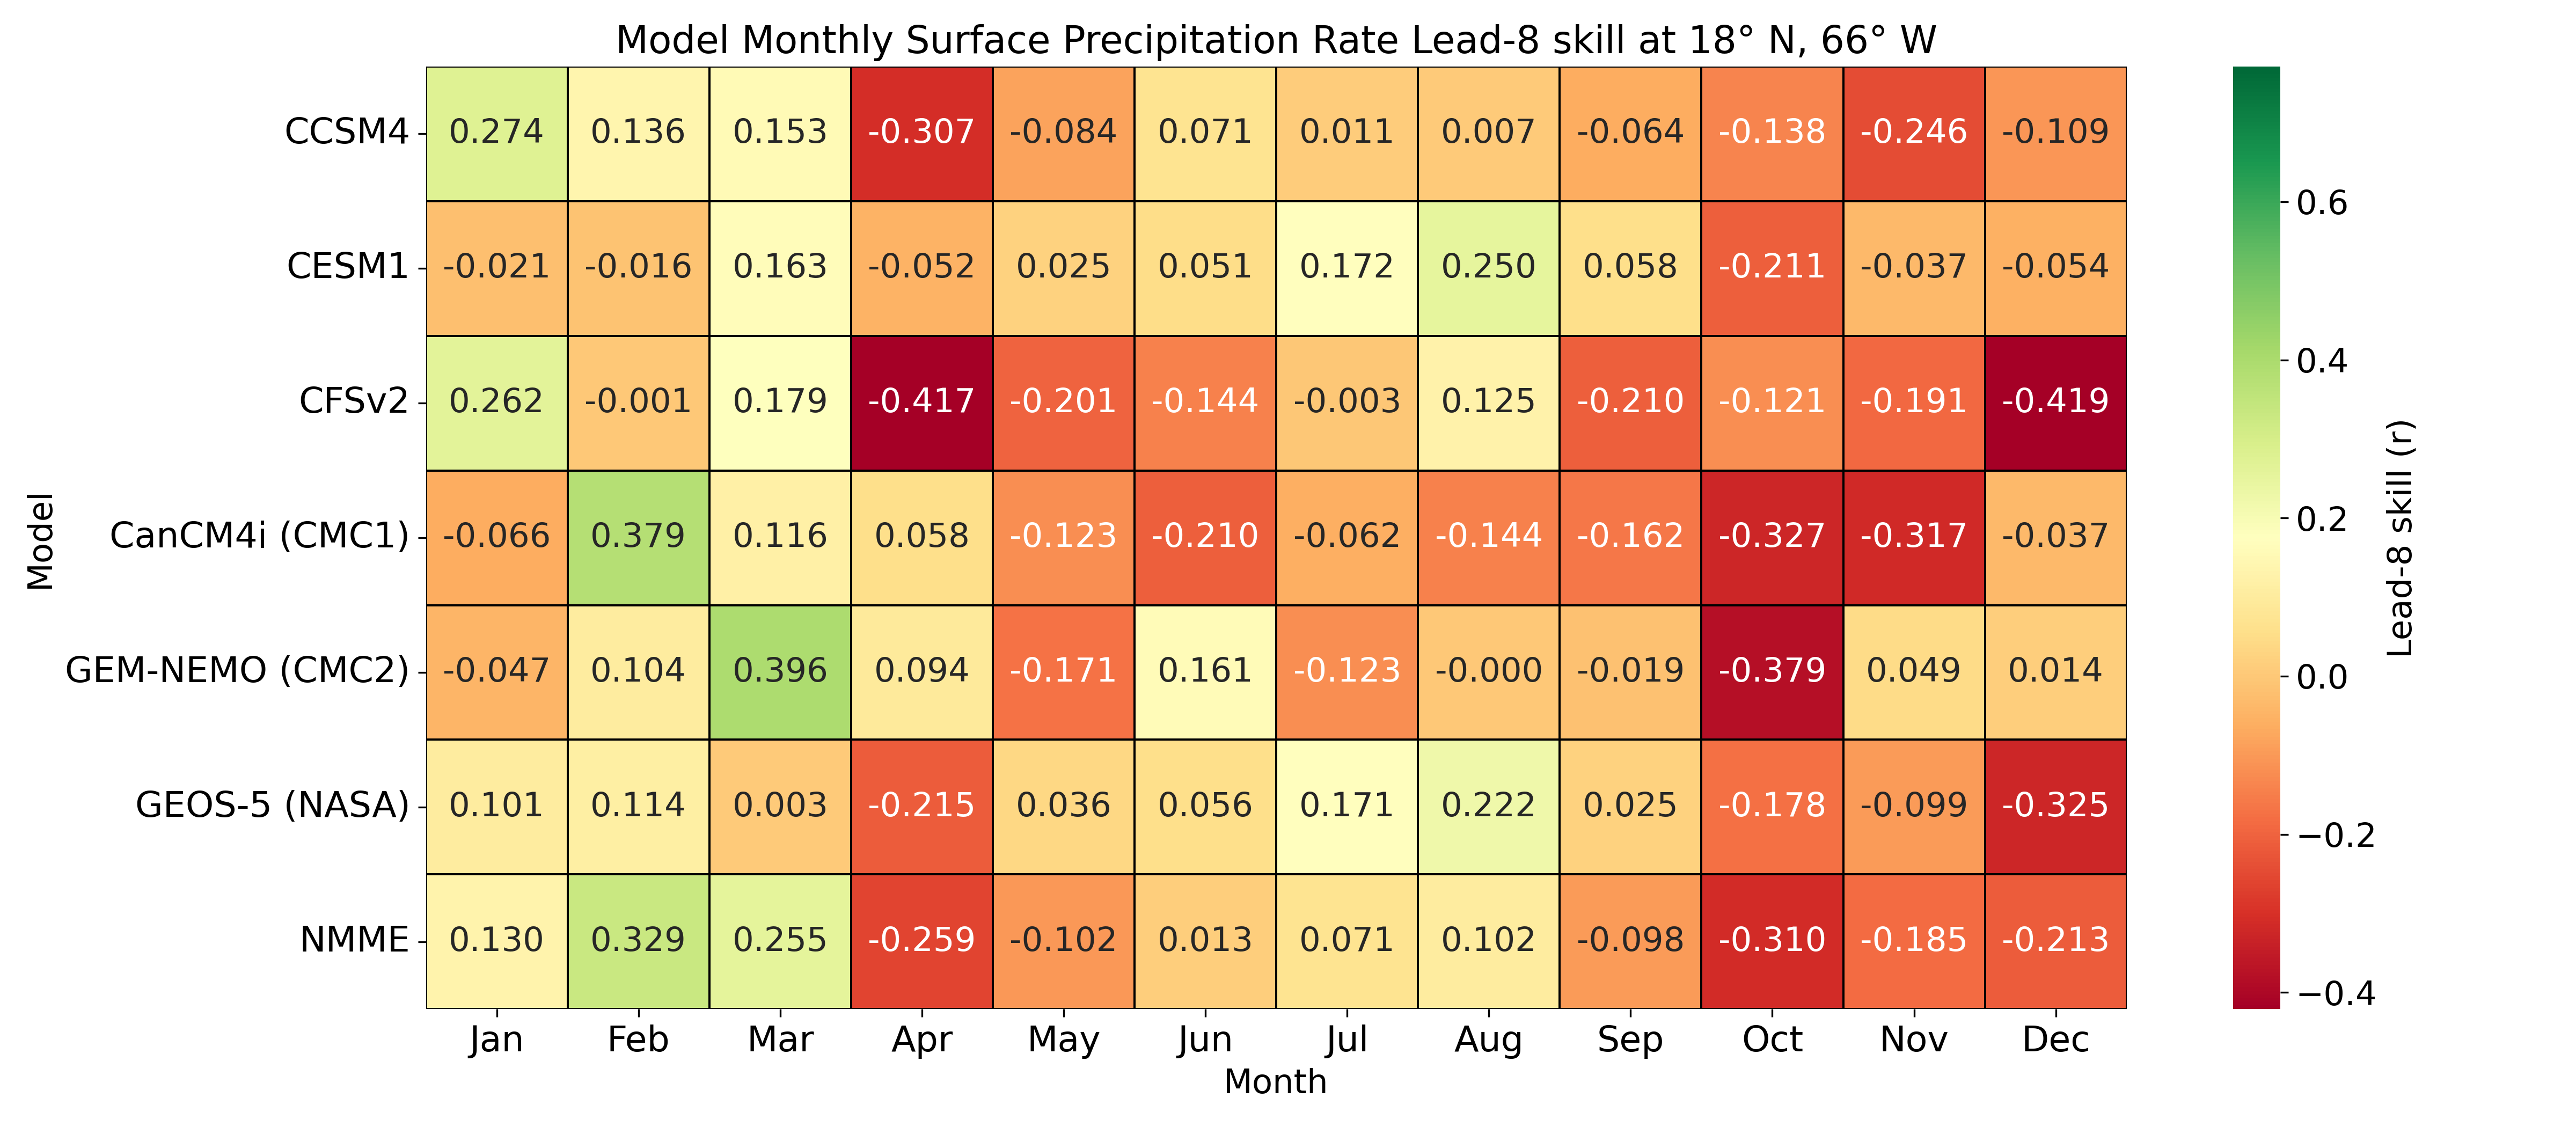 Model Monthly Surface Precipitation Rate Lead-8 skill at 18° N, 66° W
Model
CCSM4 0.274 0.136 0.153 -0.307 -0.084 0.071 0.011 0.007 -0.064 -0.138 -0.246 -0.109
CESM1 -0.021 -0.016 0.163 -0.052 0.025 0.051 0.172 0.250 0.058 -0.211 -0.037 -0.054
CFSv2 0.262 -0.001 0.179 -0.417 -0.201 -0.144 -0.003 0.125 -0.210 -0.121 -0.191 -0.419
CanCM4i (CMC1) -0.066 0.379 0.116 0.058 -0.123 -0.210 -0.062 -0.144 -0.162 -0.327 -0.317 -0.037
GEM-NEMO (CMC2) -0.047 0.104 0.396 0.094 -0.171 0.161 -0.123 -0.000 -0.019 -0.379 0.049 0.014
GEOS-5 (NASA) 0.101 0.114 0.003 -0.215 0.036 0.056 0.171 0.222 0.025 -0.178 -0.099 -0.325
NMME 0.130 0.329 0.255 -0.259 -0.102 0.013 0.071 0.102 -0.098 -0.310 -0.185 -0.213
Jan Feb Mar Apr May Jun Jul Aug Sep Oct Nov Dec
Month
0.6
0.4
0.2
0.0
−0.2
−0.4
Lead-8 skill (r)